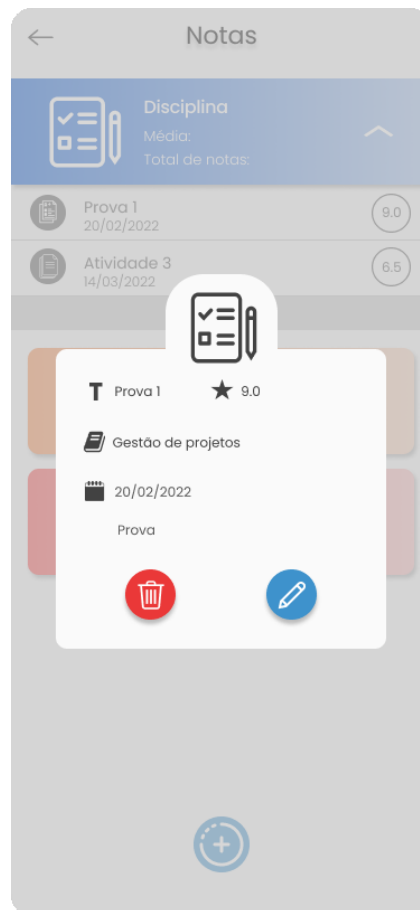 Notas
Disciplina
Média:
Total de notas:
Prova 1
20/02/2022
9.0
Atividade 3
14/03/2022
6.5
T Prova 1 9.0
Gestão de projetos
20/02/2022
Prova